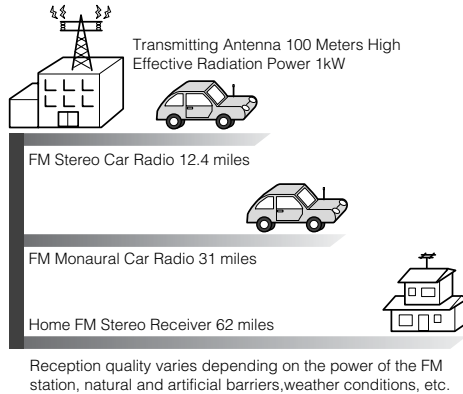 Transmitting Antenna 100 Meters High
Effective Radiation Power 1kW
FM Stereo Car Radio 12.4 miles
FM Monaural Car Radio 31 miles
Home FM Stereo Receiver 62 miles
Reception quality varies depending on the power of the FM
station, natural and artificial barriers,weather conditions, etc.